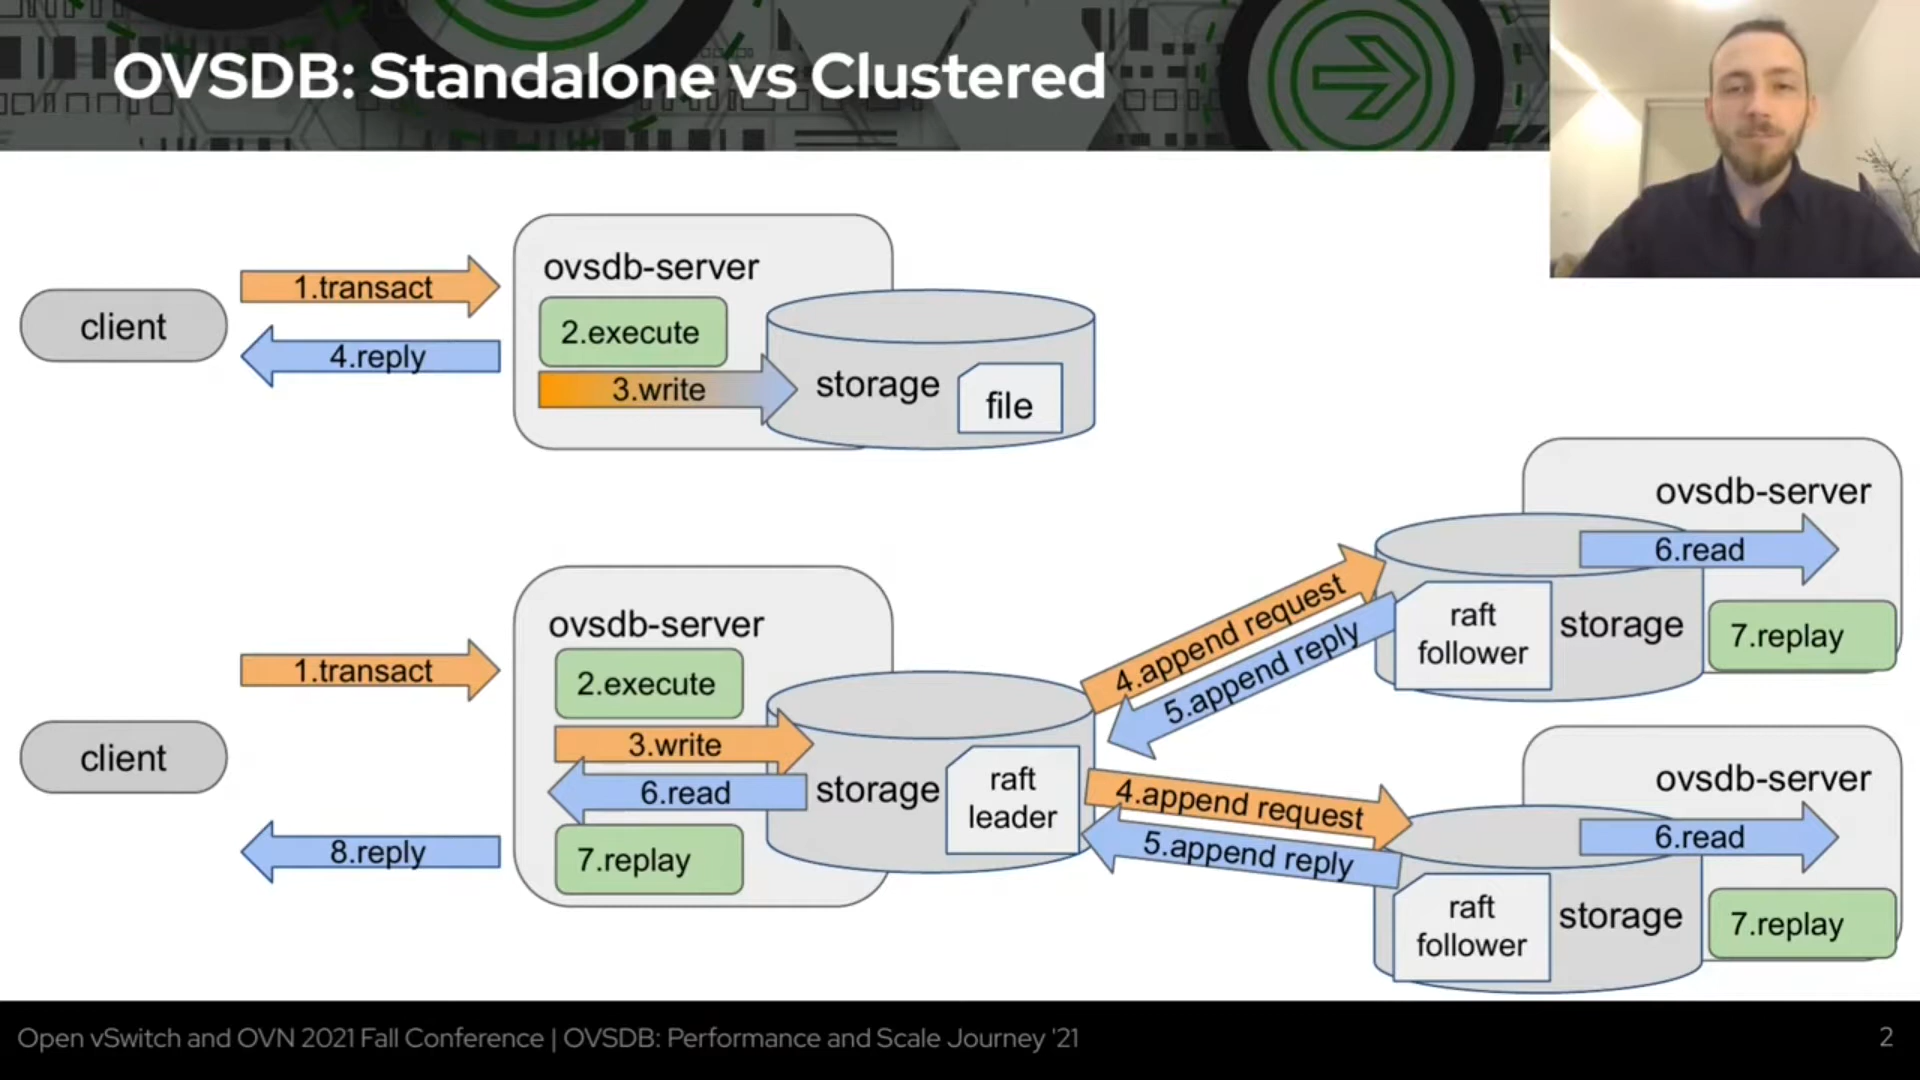 OVSDB: Standalone vs Clustered
client
1.transact
4.reply
ovsdb-server
2.execute
3.write
storage
file
client
1.transact
8.reply
ovsdb-server
2.execute
3.write
6.read
7.replay
storage
raft
leader
4.append request
5.append reply
4.append request
5.append reply
ovsdb-server
6.read
raft
follower
storage
7.replay
ovsdb-server
6.read
raft
follower
storage
7.replay
Open vSwitch and OVN 2021 Fall Conference | OVSDB: Performance and Scale Journey '21
2